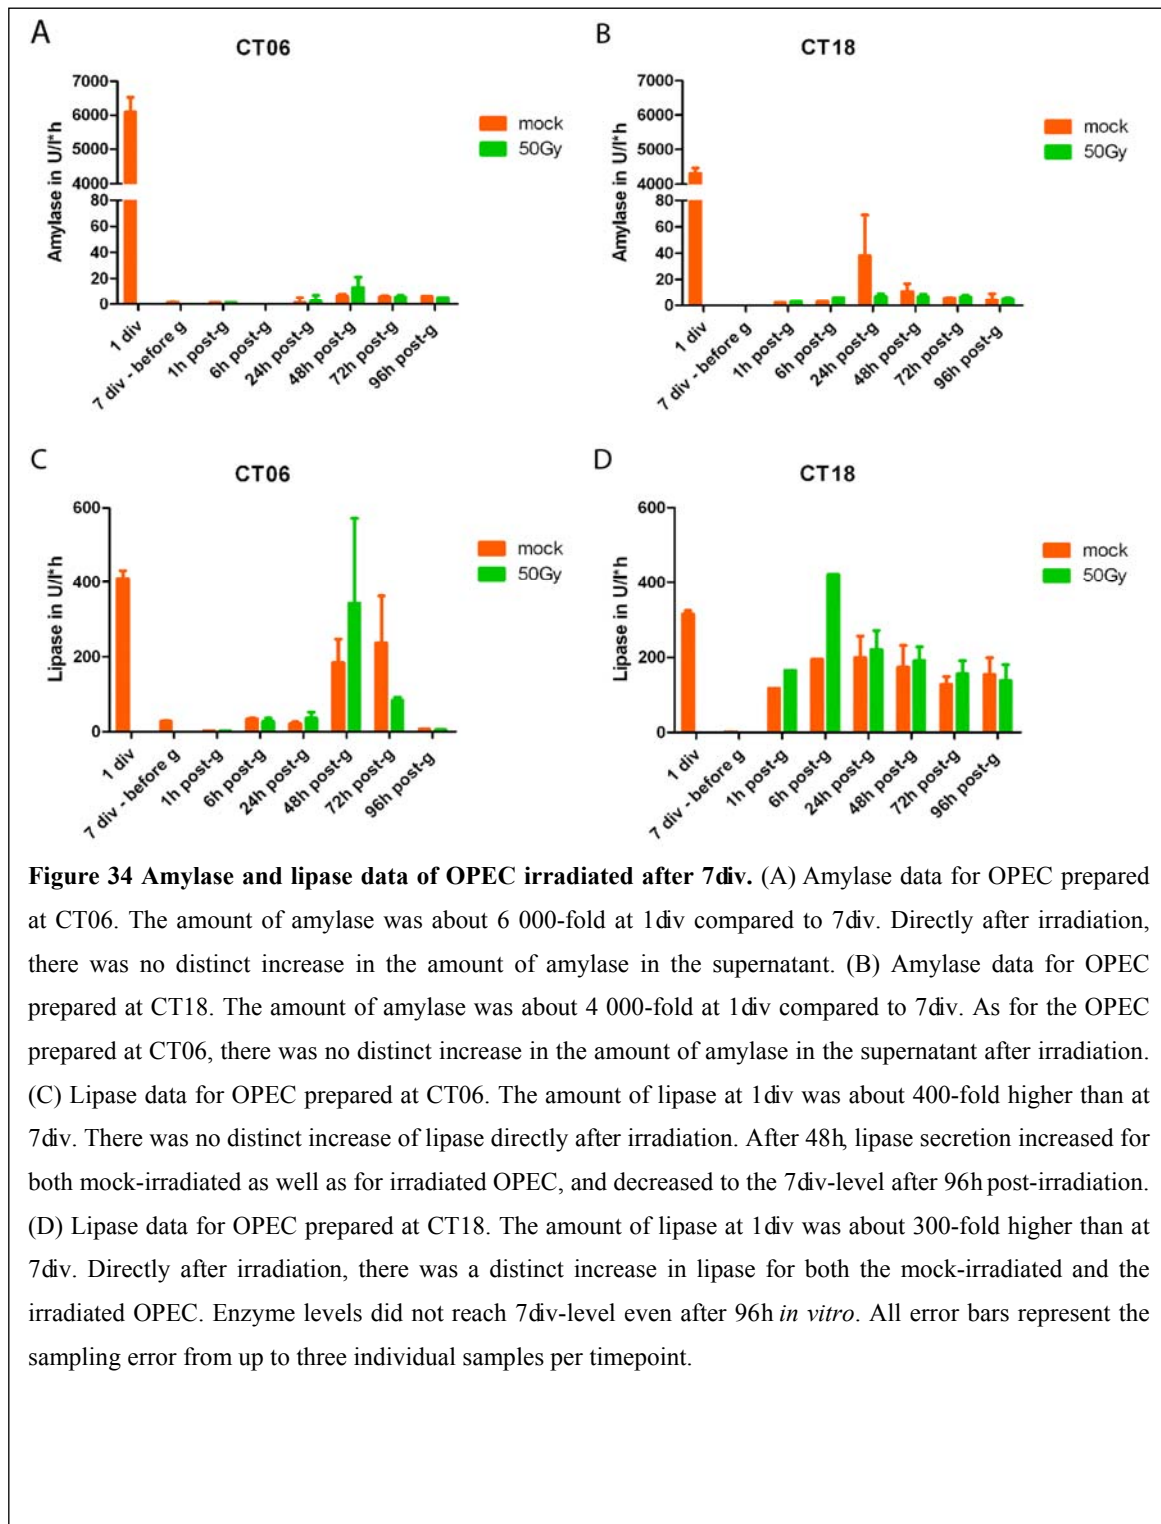 A
CT06
7000
6000
5000
4000
80
60
40
20
0
Amylase in U/l*h
mock
50Gy
1 div
7 div - before g
1h post-g
6h post-g
24h post-g
48h post-g
72h post-g
96h post-g
B
CT18
7000
6000
5000
4000
80
60
40
20
0
Amylase in U/l*h
mock
50Gy
1 div
7 div - before g
1h post-g
6h post-g
24h post-g
48h post-g
72h post-g
96h post-g
C
CT06
600
400
200
0
Lipase in U/l*h
mock
50Gy
1 div
7 div - before g
1h post-g
6h post-g
24h post-g
48h post-g
72h post-g
96h post-g
D
CT18
600
400
200
0
Lipase in U/l*h
mock
50Gy
1 div
7 div - before g
1h post-g
6h post-g
24h post-g
48h post-g
72h post-g
96h post-g
Figure 34 Amylase and lipase data of OPEC irradiated after 7div. (A) Amylase data for OPEC prepared
at CT06. The amount of amylase was about 6 000-fold at 1div compared to 7div. Directly after irradiation,
there was no distinct increase in the amount of amylase in the supernatant. (B) Amylase data for OPEC
prepared at CT18. The amount of amylase was about 4 000-fold at 1div compared to 7div. As for the OPEC
prepared at CT06, there was no distinct increase in the amount of amylase in the supernatant after irradiation.
(C) Lipase data for OPEC prepared at CT06. The amount of lipase at 1div was about 400-fold higher than at
7div. There was no distinct increase of lipase directly after irradiation. After 48h, lipase secretion increased for
both mock-irradiated as well as for irradiated OPEC, and decreased to the 7div-level after 96h post-irradiation.
(D) Lipase data for OPEC prepared at CT18. The amount of lipase at 1div was about 300-fold higher than at
7div. Directly after irradiation, there was a distinct increase in lipase for both the mock-irradiated and the
irradiated OPEC. Enzyme levels did not reach 7div-level even after 96h in vitro. All error bars represent the
sampling error from up to three individual samples per timepoint.